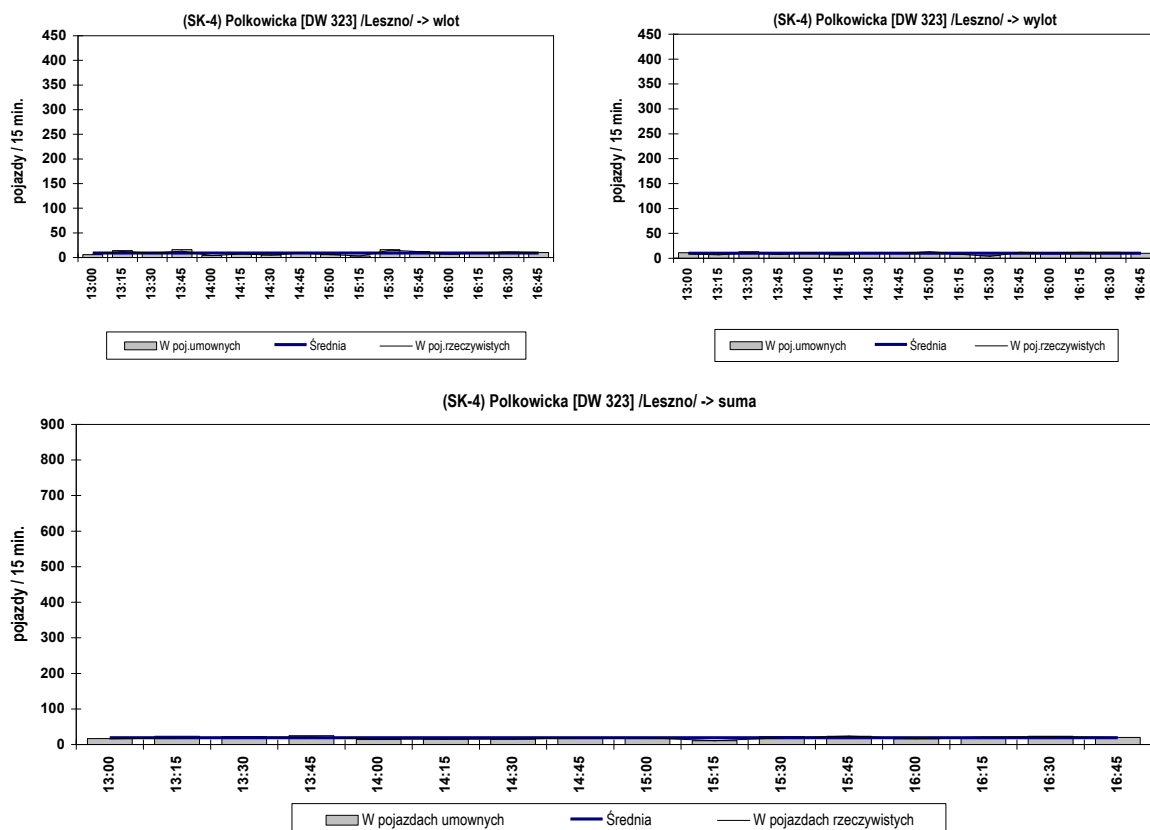 (SK-4) Polkowicka [DW 323] /Leszno/ -> wlot
450
400
350
300
250
200
150
100
50
0
pojazdy / 15 min.
13:00 13:15 13:30 13:45 14:00 14:15 14:30 14:45 15:00 15:15 15:30 15:45 16:00 16:15 16:30 16:45
W poj.umownych Średnia W poj.rzeczywistych
(SK-4) Polkowicka [DW 323] /Leszno/ -> wylot
450
400
350
300
250
200
150
100
50
0
pojazdy / 15 min.
13:00 13:15 13:30 13:45 14:00 14:15 14:30 14:45 15:00 15:15 15:30 15:45 16:00 16:15 16:30 16:45
W poj.umownych Średnia W poj.rzeczywistych
(SK-4) Polkowicka [DW 323] /Leszno/ -> suma
900
800
700
600
500
400
300
200
100
0
pojazdy / 15 min.
13:00 13:15 13:30 13:45 14:00 14:15 14:30 14:45 15:00 15:15 15:30 15:45 16:00 16:15 16:30 16:45
W pojazdach umownych Średnia W pojazdach rzeczywistych